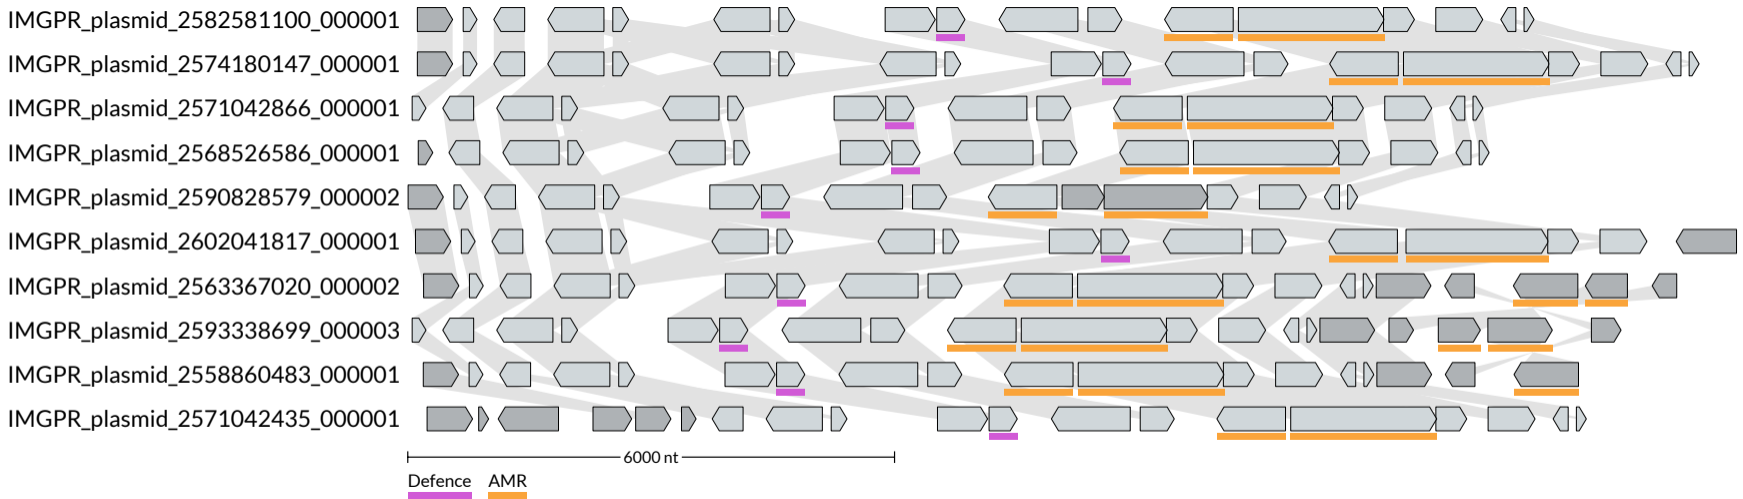 IMGPR_plasmid_2582581100_000001
IMGPR_plasmid_2574180147_000001
IMGPR_plasmid_2571042866_000001
IMGPR_plasmid_2568526586_000001
IMGPR_plasmid_2590828579_000002
IMGPR_plasmid_2602041817_000001
IMGPR_plasmid_2563367020_000002
IMGPR_plasmid_2593338699_000003
IMGPR_plasmid_2558860483_000001
IMGPR_plasmid_2571042435_000001
6000 nt
Defence AMR